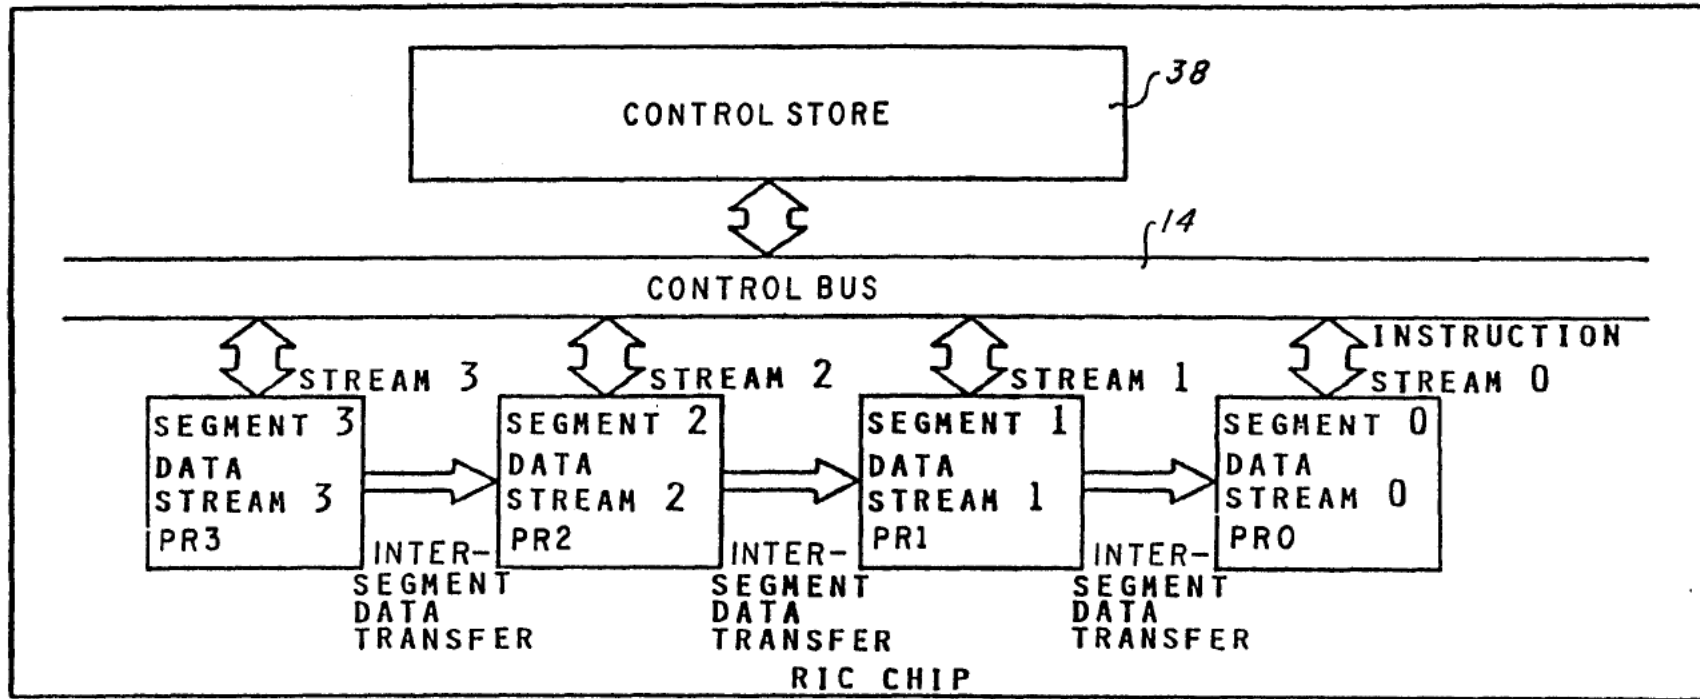 CONTROL STORE
38
14
CONTROL BUS
INSTRUCTION
STREAM 3
STREAM 2
STREAM 1
STREAM 0
SEGMENT 3
DATA
STREAM 3
PR3
SEGMENT 2
DATA
STREAM 2
PR2
SEGMENT 1
DATA
STREAM 1
PR1
SEGMENT 0
DATA
STREAM 0
PR0
INTER-
SEGMENT
DATA
TRANSFER
INTER-
SEGMENT
DATA
TRANSFER
INTER-
SEGMENT
DATA
TRANSFER
RIC CHIP